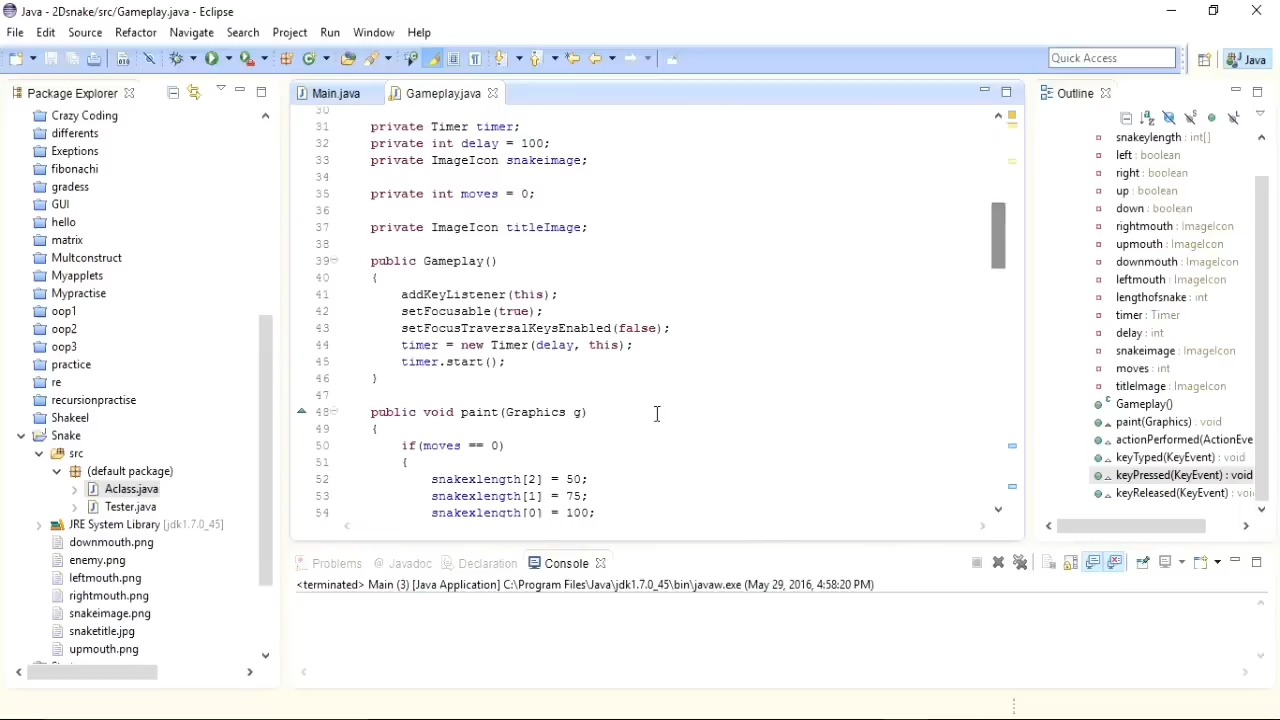 Java - 2Dsnake/src/Gameplay.java - Eclipse
File Edit Source Refactor Navigate Search Project Run Window Help
Quick Access
Java
Package Explorer
Crazy Coding
differents
Exeptions
fibonachi
gradess
GUI
hello
matrix
Multconstruct
Myapplets
Mypractise
oop1
oop2
oop3
practice
re
recursionpractise
Shakeel
Snake
src
(default package)
Aclass.java
Tester.java
JRE System Library [jdk1.7.0_45]
downmouth.png
enemy.png
leftmouth.png
rightmouth.png
snakeimage.png
snaketitle.jpg
upmouth.png
Main.java
Gameplay.java
30
31 private Timer timer;
32 private int delay = 100;
33 private ImageIcon snakeimage;
34
35 private int moves = 0;
36
37 private ImageIcon titleImage;
38
39 public Gameplay()
40 {
41 addKeyListener(this);
42 setFocusable(true);
43 setFocusTraversalKeysEnabled(false);
44 timer = new Timer(delay, this);
45 timer.start();
46 }
47
48 public void paint(Graphics g)
49 {
50 if(moves == 0)
51 {
52 snakexlength[2] = 50;
53 snakexlength[1] = 75;
54 snakexlength[0] = 100;
Outline
snakeylength : int[]
left : boolean
right : boolean
up : boolean
down : boolean
rightmouth : ImageIcon
upmouth : ImageIcon
downmouth : ImageIcon
leftmouth : ImageIcon
lengthofsnake : int
timer : Timer
delay : int
snakeimage : ImageIcon
moves : int
titleImage : ImageIcon
Gameplay()
paint(Graphics) : void
actionPerformed(ActionEve
keyTyped(KeyEvent) : void
keyPressed(KeyEvent) : void
keyReleased(KeyEvent) : void
Problems
Javadoc
Declaration
Console
<terminated> Main (3) [Java Application] C:\Program Files\Java\jdk1.7.0_45\bin\javaw.exe (May 29, 2016, 4:58:20 PM)